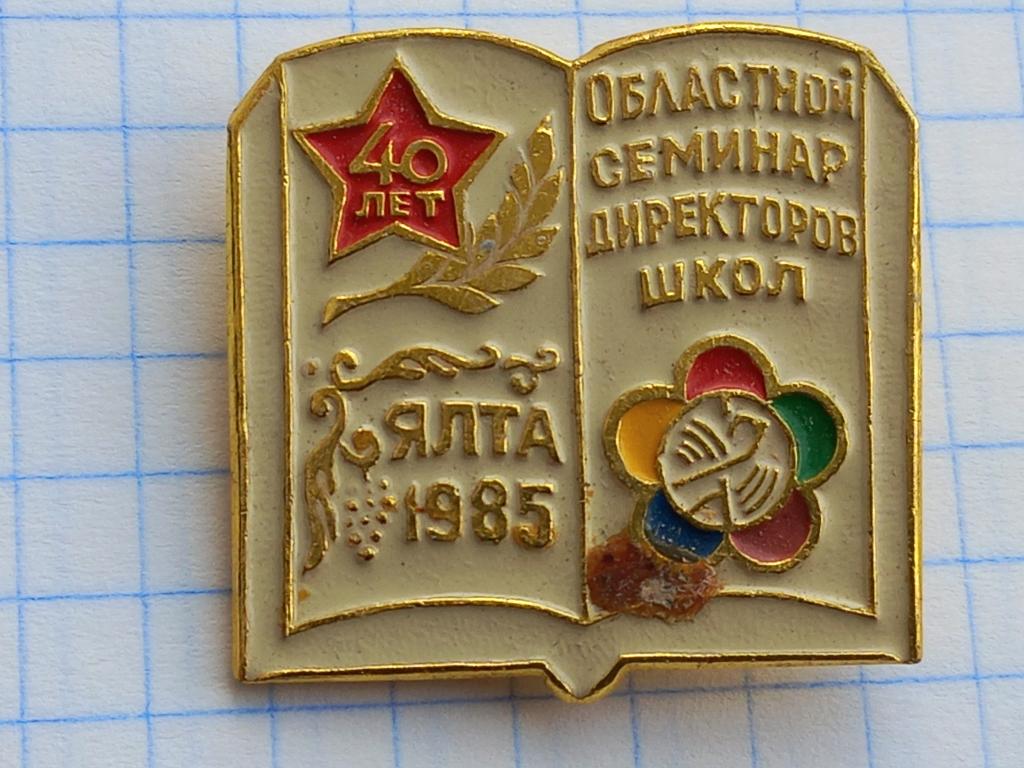 40
ЛЕТ
ЯЛТА
1985
ОБЛАСТНОЙ
СЕМИНАР
ДИРЕКТОРОВ
ШКОЛ